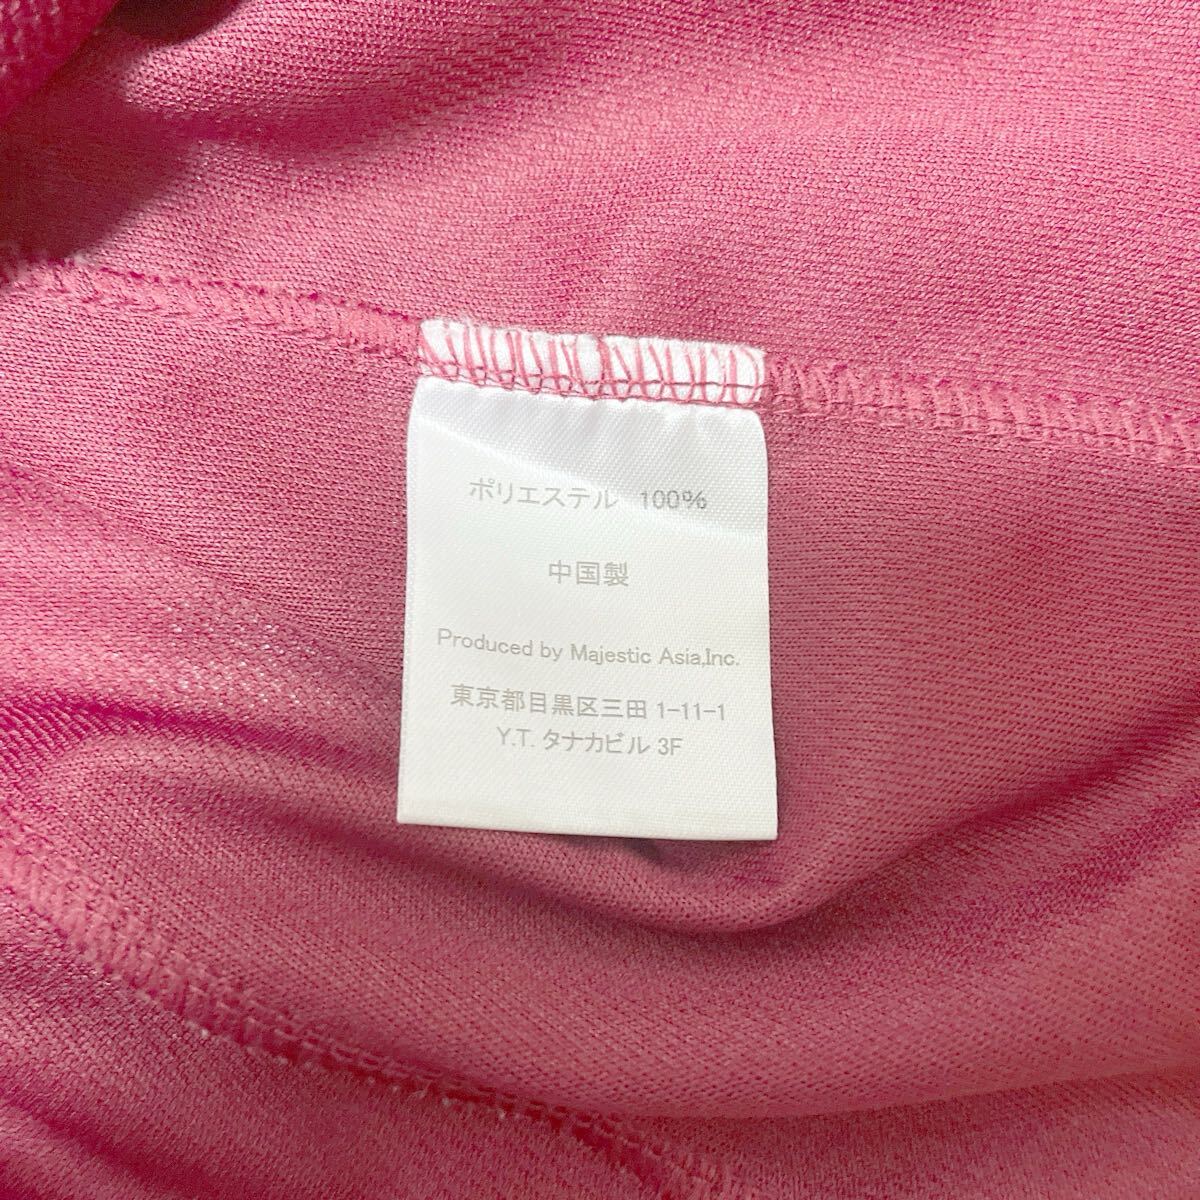 ポリエステル 100%
中国製
Produced by Majestic Asia,Inc.
東京都目黒区三田 1-11-1
Y.T. タナカビル 3F